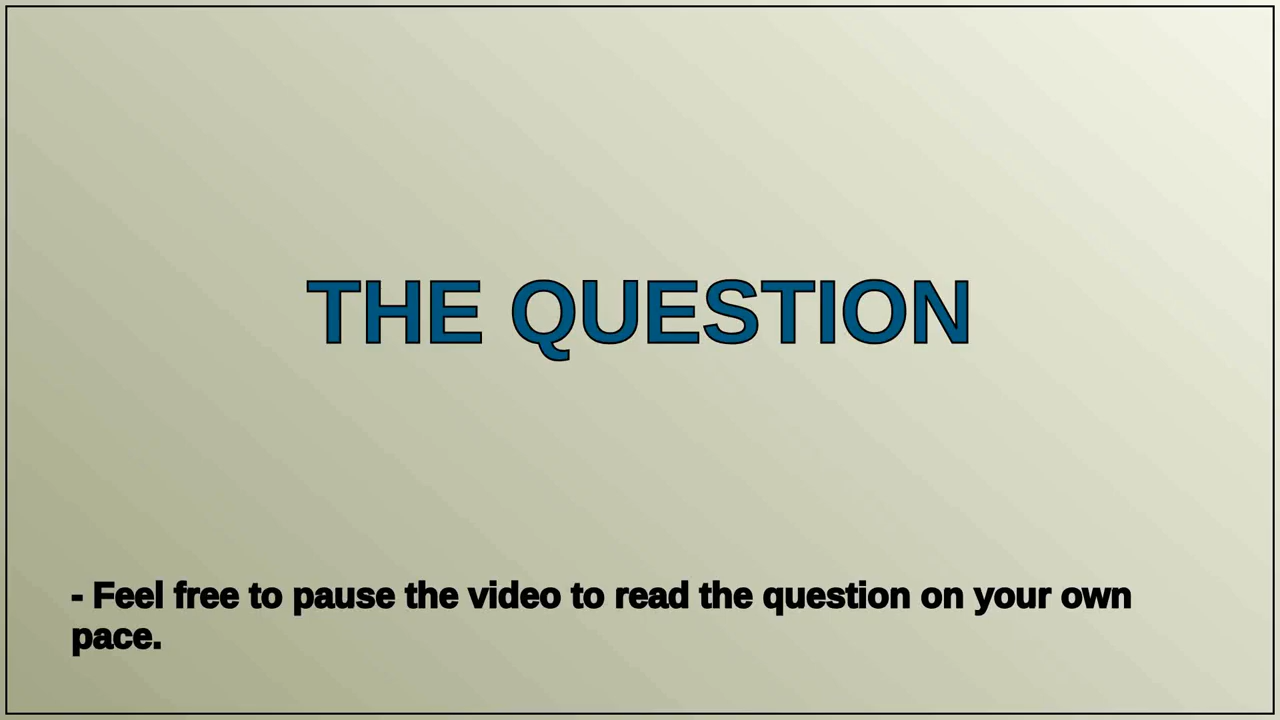 THE QUESTION
- Feel free to pause the video to read the question on your own
pace.